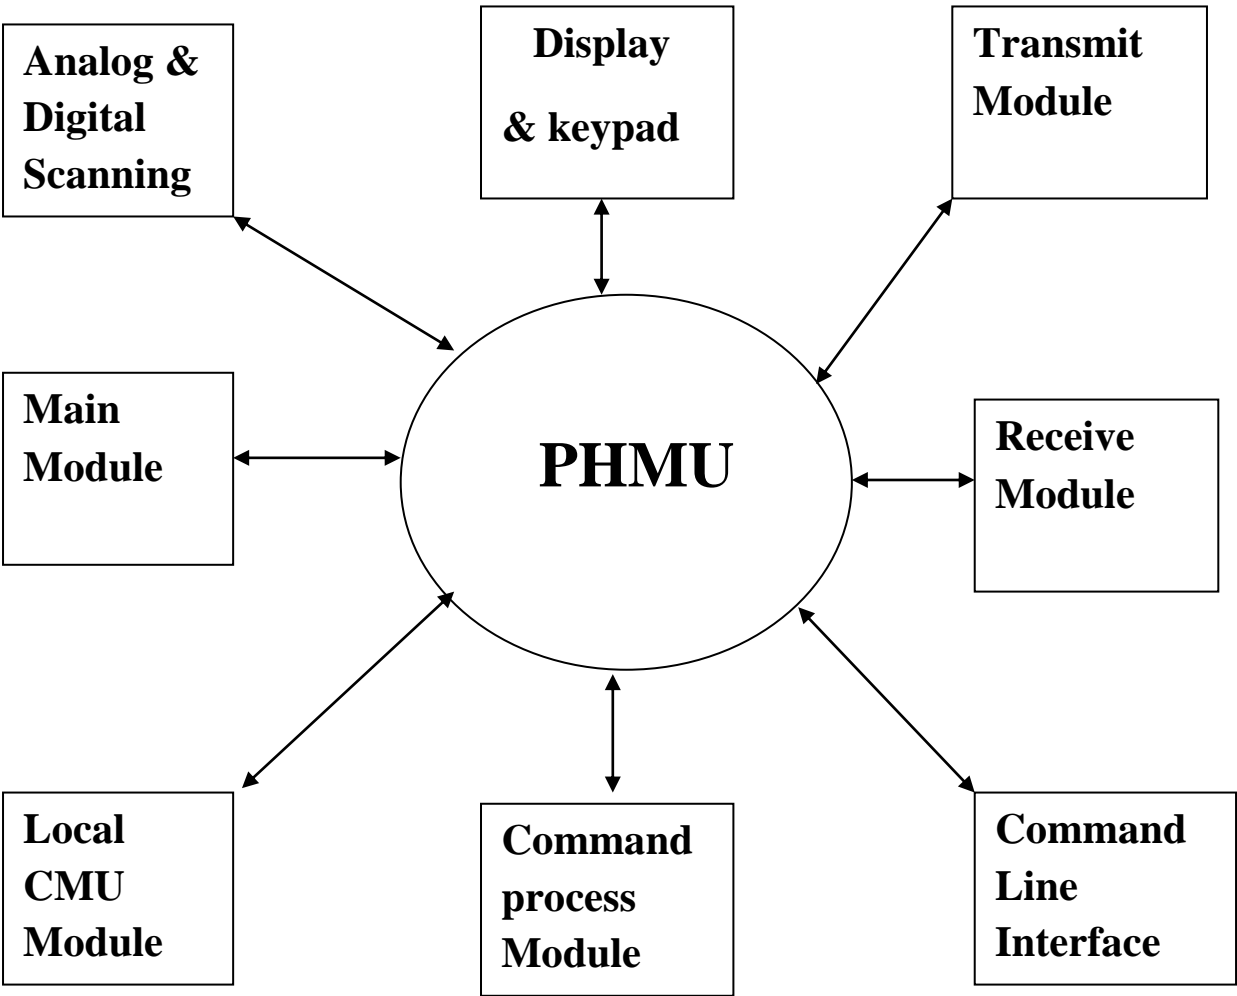 Analog &
Digital
Scanning
Display
& keypad
Transmit
Module
Main
Module
PHMU
Receive
Module
Local
CMU
Module
Command
process
Module
Command
Line
Interface